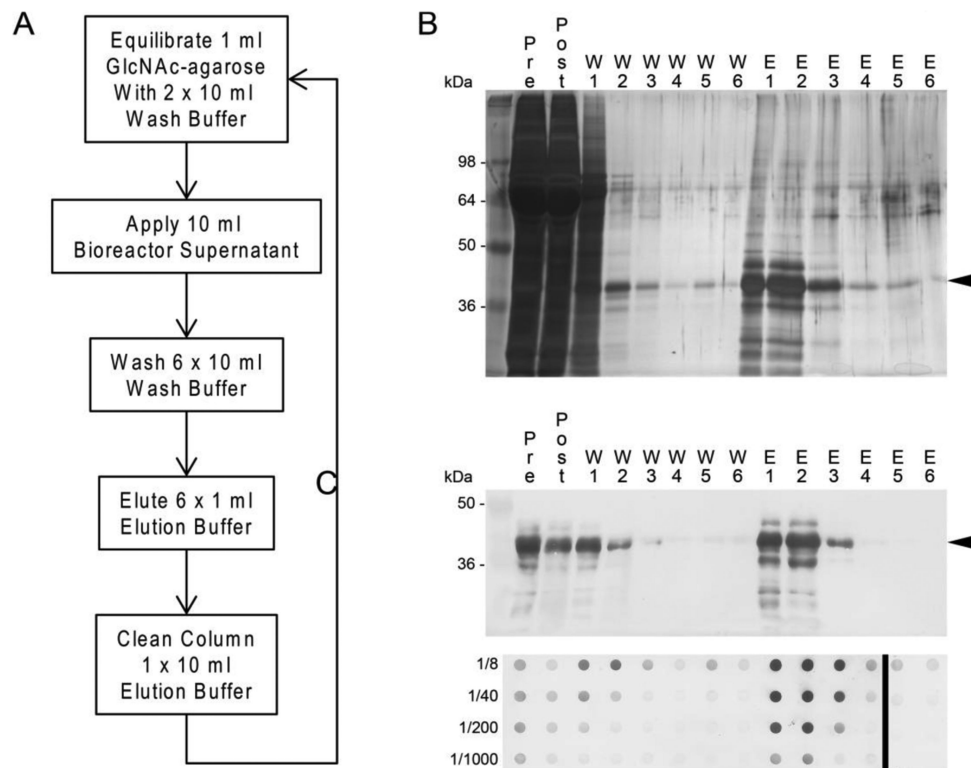 A
Equilibrate 1 ml
GlcNAc-agarose
With 2 x 10 ml
Wash Buffer
Apply 10 ml
Bioreactor Supernatant
Wash 6 x 10 ml
Wash Buffer
Elute 6 x 1 ml
Elution Buffer
Clean Column
1 x 10 ml
Elution Buffer
B
kDa Pre Post W1 W2 W3 W4 W5 W6 E1 E2 E3 E4 E5 E6
98 -
64 -
50 -
36 -
C
kDa Pre Post W1 W2 W3 W4 W5 W6 E1 E2 E3 E4 E5 E6
50 -
36 -
1/8
1/40
1/200
1/1000